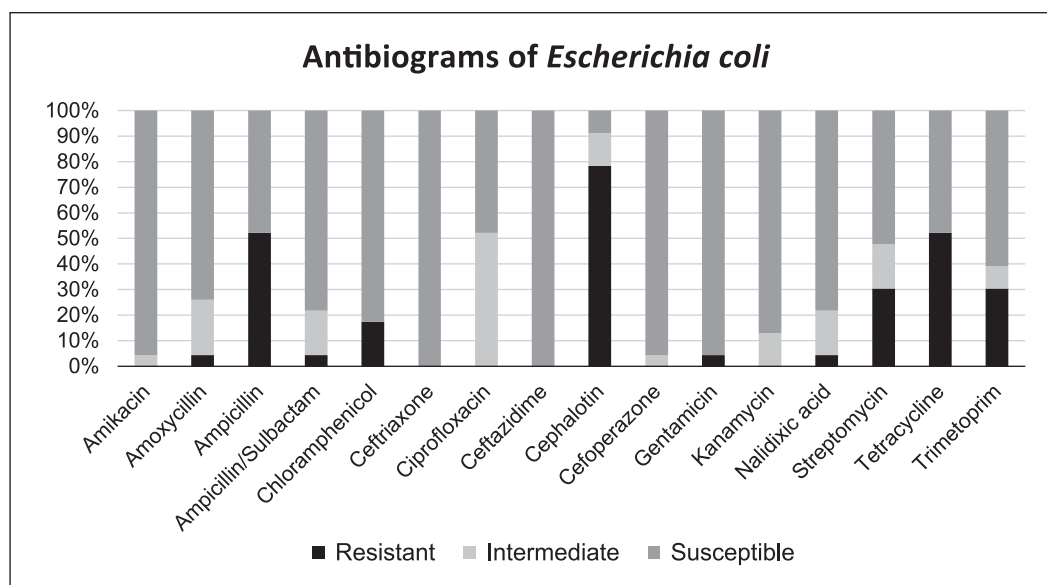 Antibiograms of Escherichia coli
100%
90%
80%
70%
60%
50%
40%
30%
20%
10%
0%
Amikacin
Amoxycillin
Ampicillin
Ampicillin/Sulbactam
Chloramphenicol
Ceftriaxone
Ciprofloxacin
Ceftazidime
Cephalotin
Cefoperazone
Gentamicin
Kanamycin
Nalidixic acid
Streptomycin
Tetracycline
Trimetoprim
Resistant Intermediate Susceptible